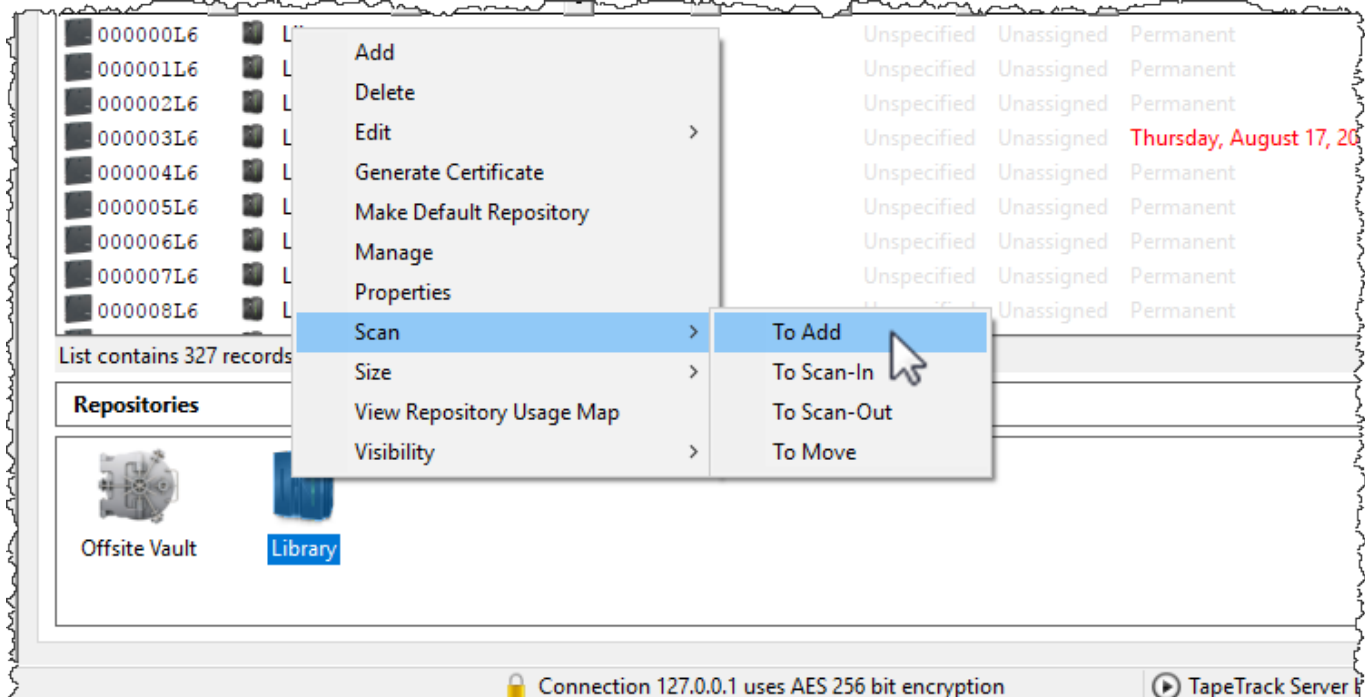 000000L6 Unspecified Unassigned Permanent
000001L6 L Unspecified Unassigned Permanent
000002L6 L Unspecified Unassigned Permanent
000003L6 L Unspecified Unassigned Thursday, August 17, 20
000004L6 L Unspecified Unassigned Permanent
000005L6 L Unspecified Unassigned Permanent
000006L6 L Unspecified Unassigned Permanent
000007L6 L Unspecified Unassigned Permanent
000008L6 L Unassigned Permanent
Add
Delete
Edit
Generate Certificate
Make Default Repository
Manage
Properties
Scan
Size
View Repository Usage Map
Visibility
To Add
To Scan-In
To Scan-Out
To Move
List contains 327 records
Repositories
Offsite Vault
Library
Connection 127.0.0.1 uses AES 256 bit encryption
TapeTrack Server